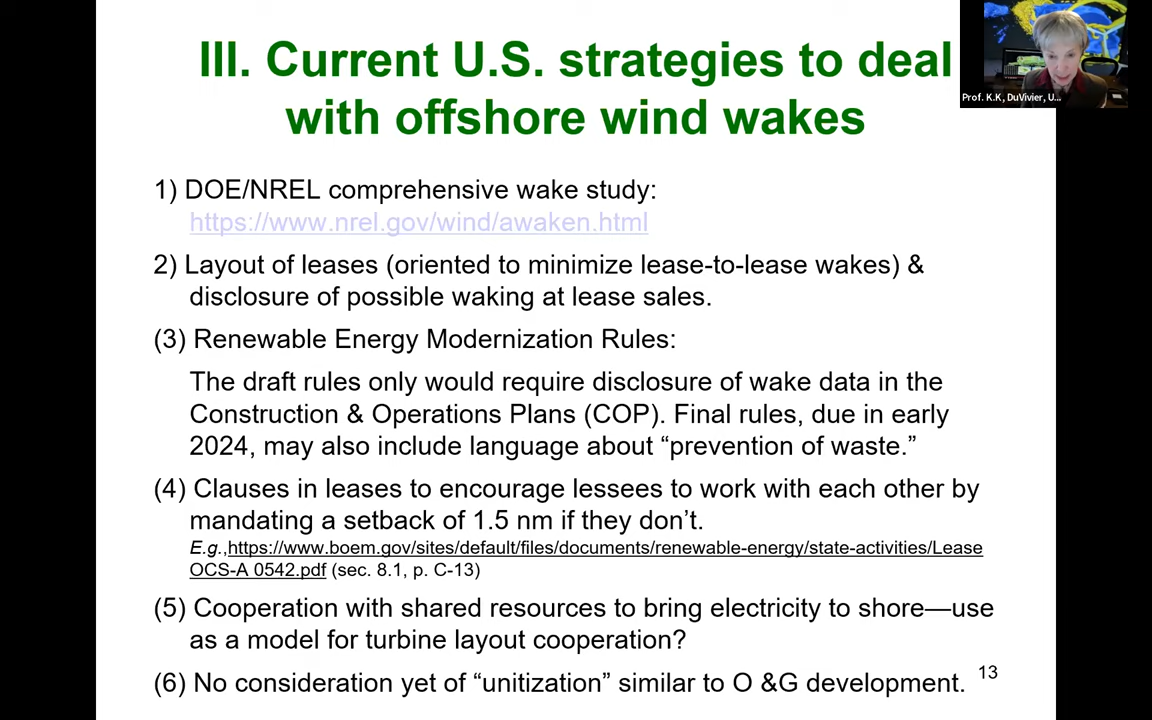 III. Current U.S. strategies to deal
with offshore wind wakes
Prof. K.K, DuVivier, U...
1) DOE/NREL comprehensive wake study:
https://www.nrel.gov/wind/awaken.html
2) Layout of leases (oriented to minimize lease-to-lease wakes) &
disclosure of possible waking at lease sales.
(3) Renewable Energy Modernization Rules:
The draft rules only would require disclosure of wake data in the
Construction & Operations Plans (COP). Final rules, due in early
2024, may also include language about “prevention of waste.”
(4) Clauses in leases to encourage lessees to work with each other by
mandating a setback of 1.5 nm if they don’t.
E.g.,https://www.boem.gov/sites/default/files/documents/renewable-energy/state-activities/Lease
OCS-A 0542.pdf (sec. 8.1, p. C-13)
(5) Cooperation with shared resources to bring electricity to shore—use
as a model for turbine layout cooperation?
(6) No consideration yet of “unitization” similar to O &G development.
13